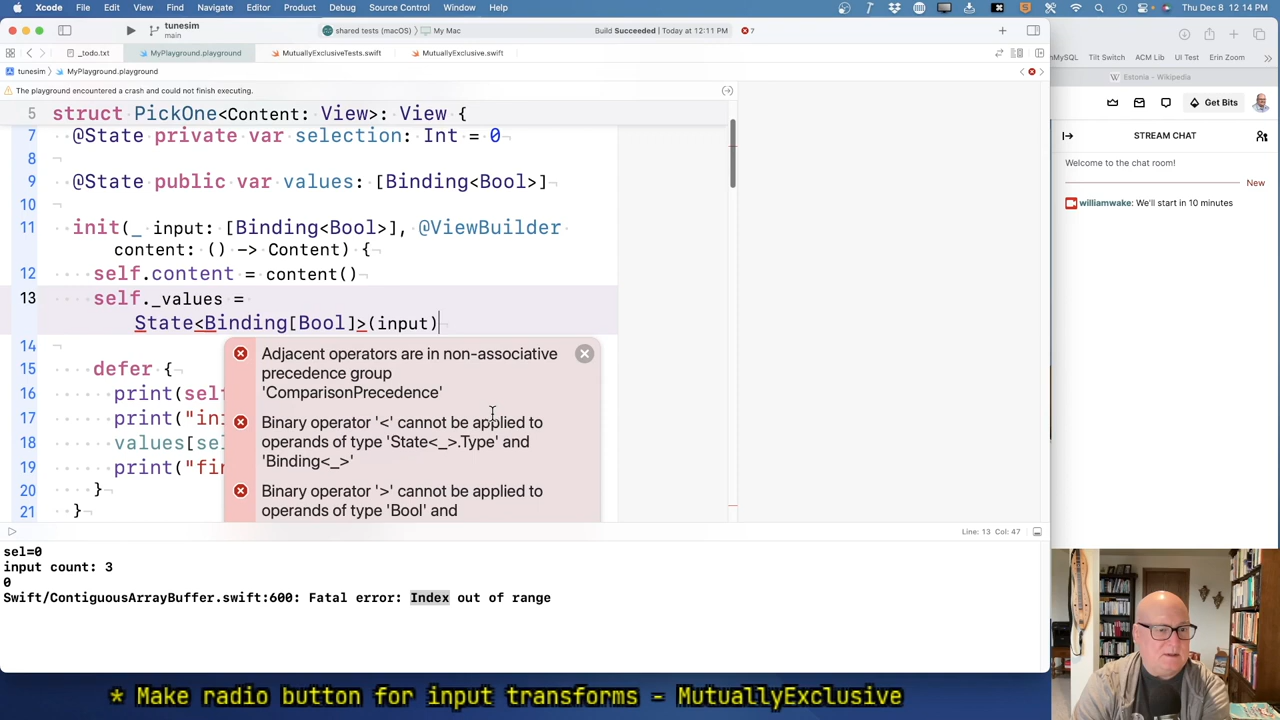 Xcode File Edit View Find Navigate Editor Product Debug Source Control Window Help
Sun Dec 8 12:14 PM
tunesim
main
shared tests (macOS) › My Mac
Build Succeeded | Today at 12:11 PM
7
_todo.txt
MyPlayground.playground
MutuallyExclusiveTests.swift
MutuallyExclusive.swift
tunesim › MyPlayground.playground
The playground encountered a crash and could not finish executing.
5 struct PickOne<Content: View>: View {
7 @State private var selection: Int = 0
8
9 @State public var values: [Binding<Bool>]
10
11 init(_ input: [Binding<Bool>], @ViewBuilder
content: () -> Content) {
12 self.content = content()
13 self._values =
State<Binding[Bool]>(input)
14
15 defer {
16 print(sel
17 print("in
18 values[se
19 print("fi
20 }
21 }
Adjacent operators are in non-associative
precedence group
'ComparisonPrecedence'
Binary operator '<' cannot be applied to
operands of type 'State<_>.Type' and
'Binding<_>'
Binary operator '>' cannot be applied to
operands of type 'Bool' and
Line: 13 Col: 47
sel=0
input count: 3
0
Swift/ContiguousArrayBuffer.swift:600: Fatal error: Index out of range
MySQL Tilt Switch ACM Lib UI Test Erin Zoom
Estonia - Wikipedia
Get Bits
STREAM CHAT
Welcome to the chat room!
New
williamwake: We'll start in 10 minutes
* Make radio button for input transforms - MutuallyExclusive